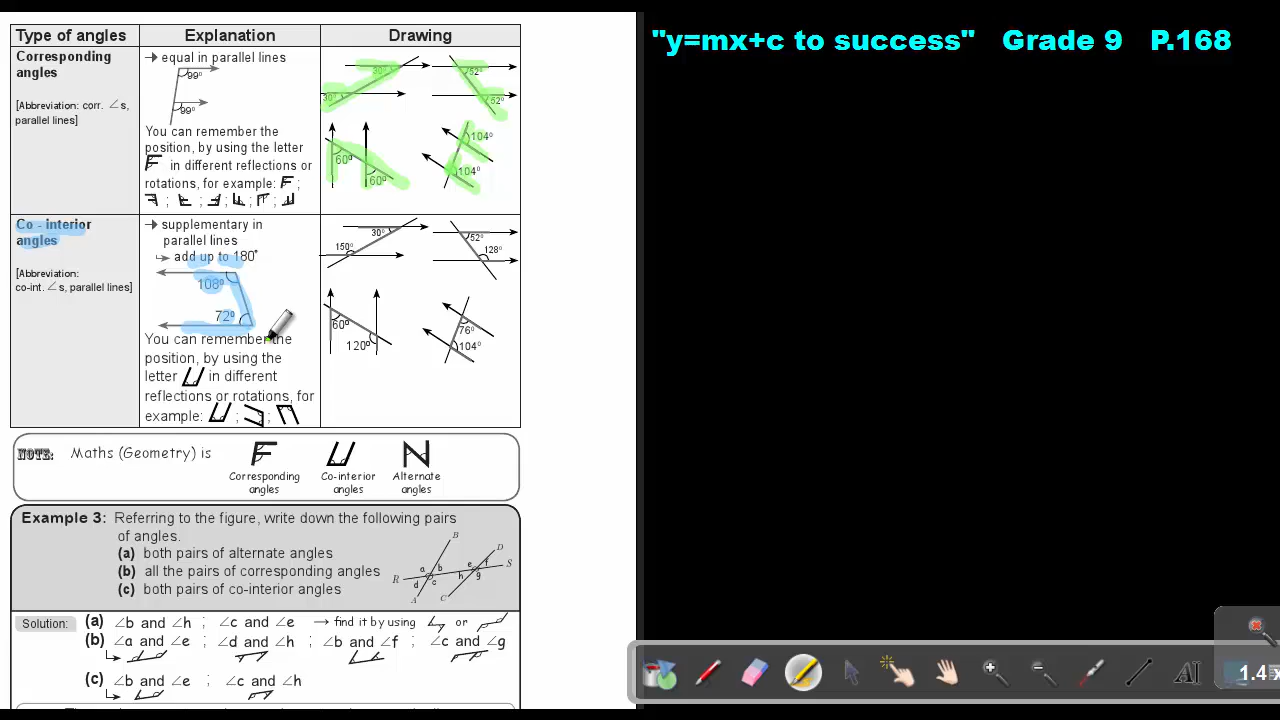 "y=mx+c to success" Grade 9 P.168
Type of angles Explanation Drawing
Corresponding angles
[Abbreviation: corr. ∠s, parallel lines]
→ equal in parallel lines
99°
99°
You can remember the
position, by using the letter
F in different reflections or
rotations, for example: F ;
; ; ; ; ;
30°
30°
52°
52°
60°
60°
104°
104°
Co - interior
angles
[Abbreviation:
co-int. ∠s, parallel lines]
→ supplementary in
parallel lines
↳ add up to 180°
108°
72°
You can remember the
position, by using the
letter U in different
reflections or rotations, for
example: U ; ;
30°
150°
52°
128°
60°
120°
76°
104°
NOTE: Maths (Geometry) is F U N
Corresponding angles
Co-interior angles
Alternate angles
Example 3: Referring to the figure, write down the following pairs
of angles.
(a) both pairs of alternate angles
(b) all the pairs of corresponding angles
(c) both pairs of co-interior angles
B
D
R a b e f S
d c h g
A C
Solution: (a) ∠b and ∠h ; ∠c and ∠e → find it by using or
(b) ∠a and ∠e ; ∠d and ∠h ; ∠b and ∠f ; ∠c and ∠g
(c) ∠b and ∠e ; ∠c and ∠h
AI
1.4 x